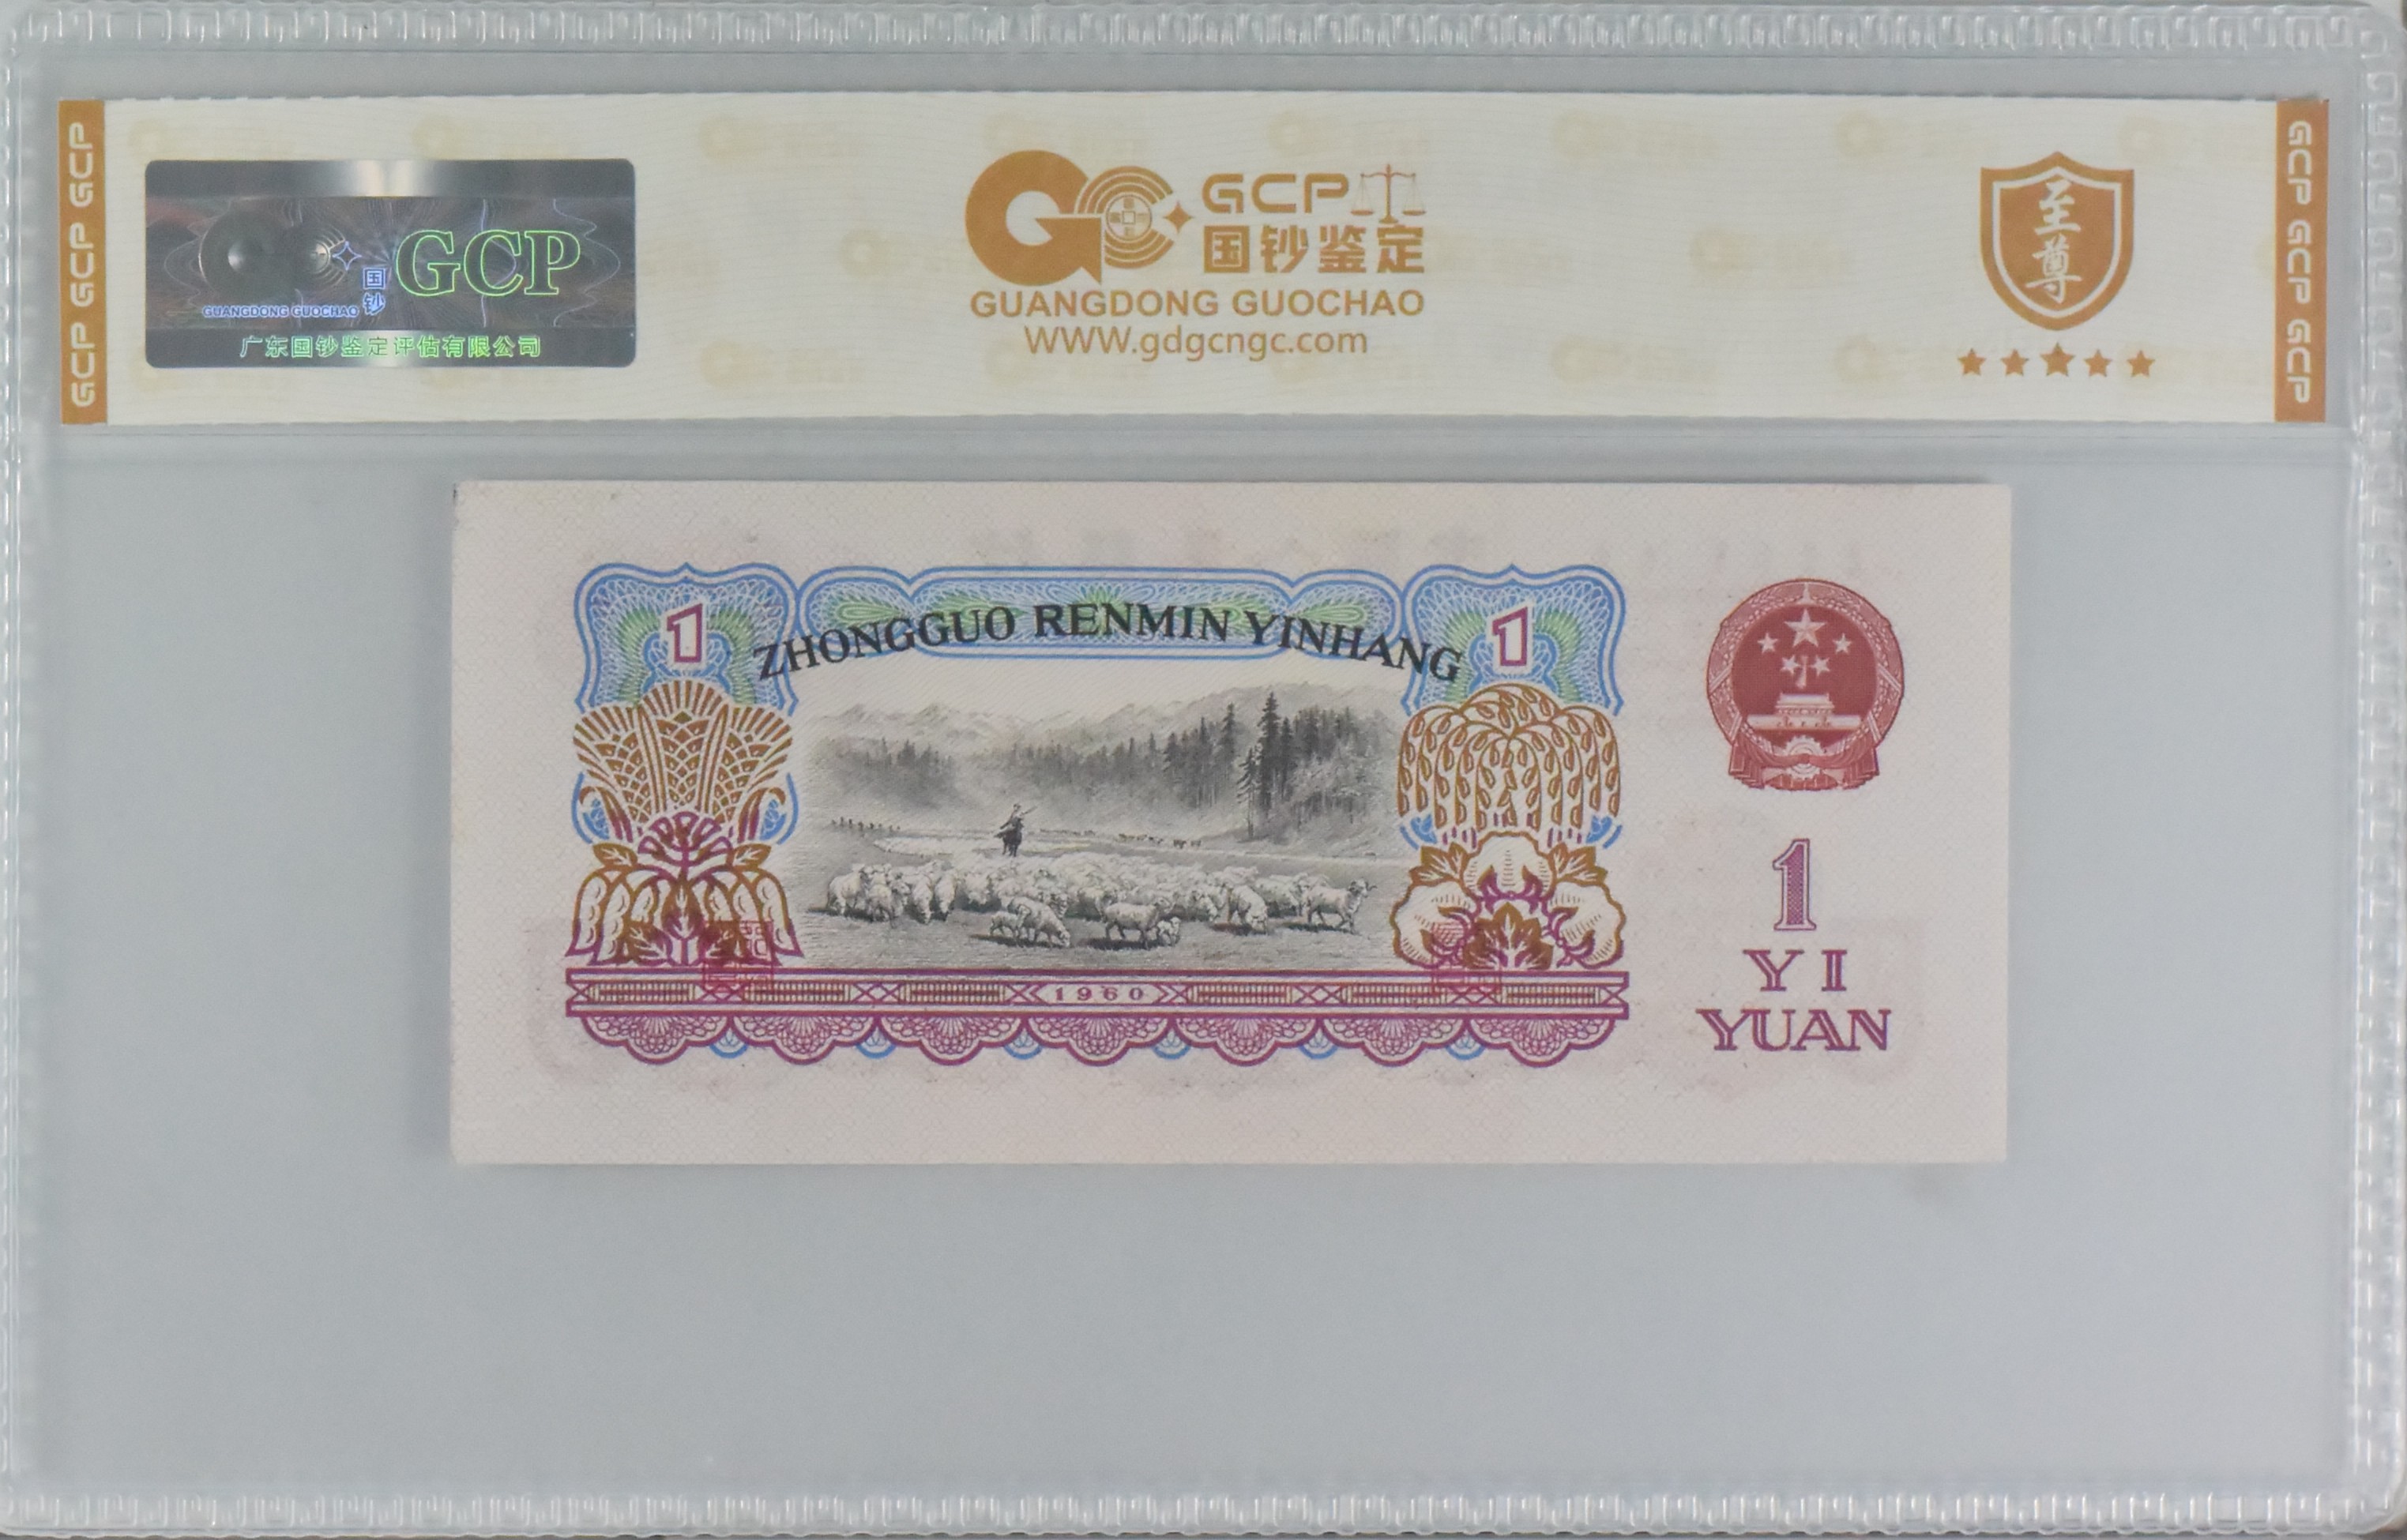 GCP GCP GCP
国钞 GCP
GUANGDONG GUOCHAO
广东国钞鉴定评估有限公司
GCP
国钞鉴定
GUANGDONG GUOCHAO
WWW.gdgcngc.com
至尊
GCP GCP GCP
1
ZHONGGUO RENMIN YINHANG
1
1960
1
YI
YUAN